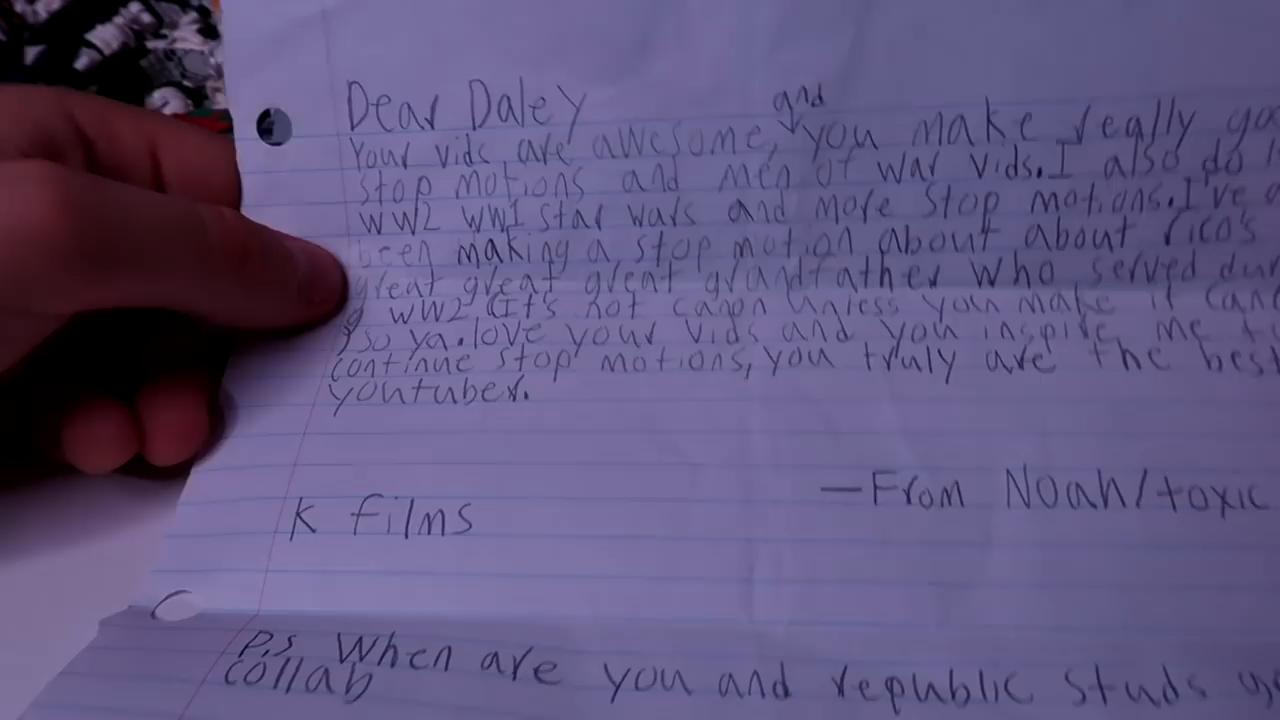 Dear Daley
and
Your vids are awesome, you make really
stop motions and men of war vids. I also do
WW2 WW1 star wars and more stop motions. I've
been making a stop motion about about rico's
great great great grandfather who served
WW2 (It's not canon unless you make it
so ya. love your vids and you inspire me
continue stop motions, you truly are the best
youtuber.
—From Noah/toxic
K films
P.s When are you and republic studs
collab